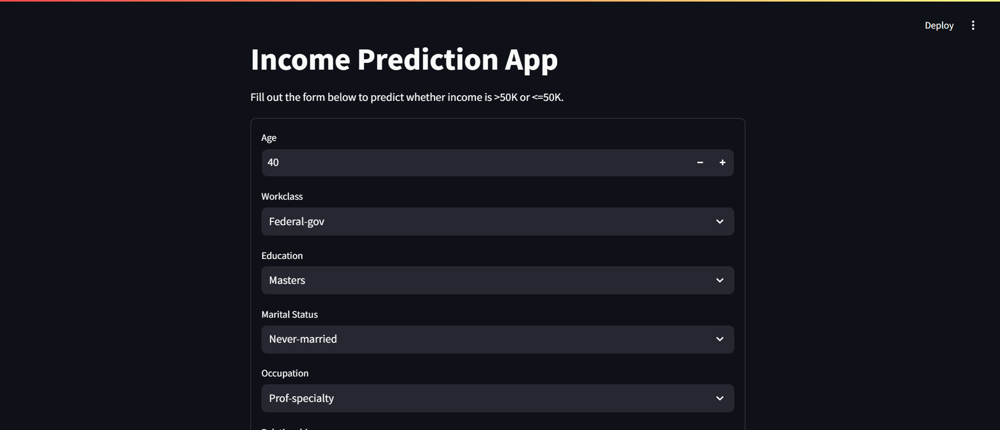 Deploy
Income Prediction App
Fill out the form below to predict whether income is >50K or <=50K.
Age
40
Workclass
Federal-gov
Education
Masters
Marital Status
Never-married
Occupation
Prof-specialty